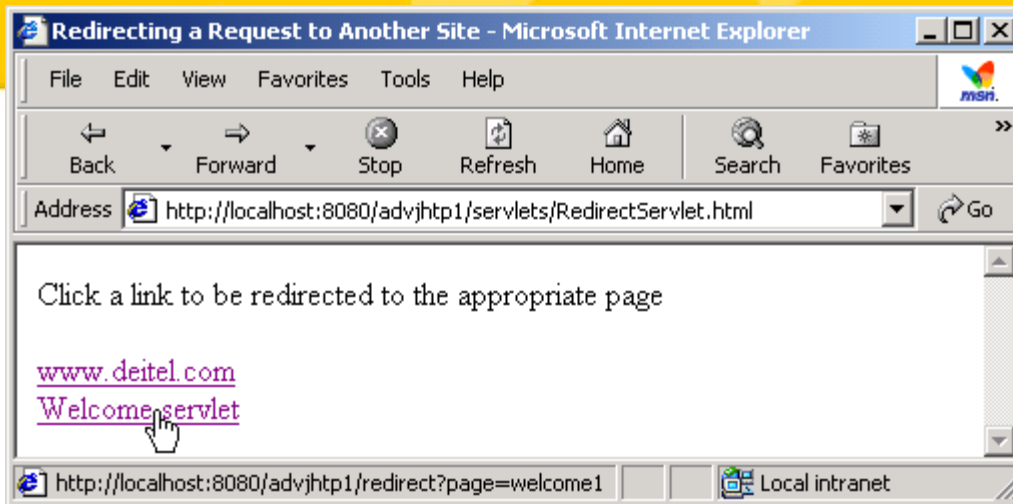 Redirecting a Request to Another Site - Microsoft Internet Explorer
File Edit View Favorites Tools Help
msn.
Back Forward Stop Refresh Home Search Favorites »
Address http://localhost:8080/advjhtp1/servlets/RedirectServlet.html Go
Click a link to be redirected to the appropriate page
www.deitel.com
Welcome servlet
http://localhost:8080/advjhtp1/redirect?page=welcome1 Local intranet